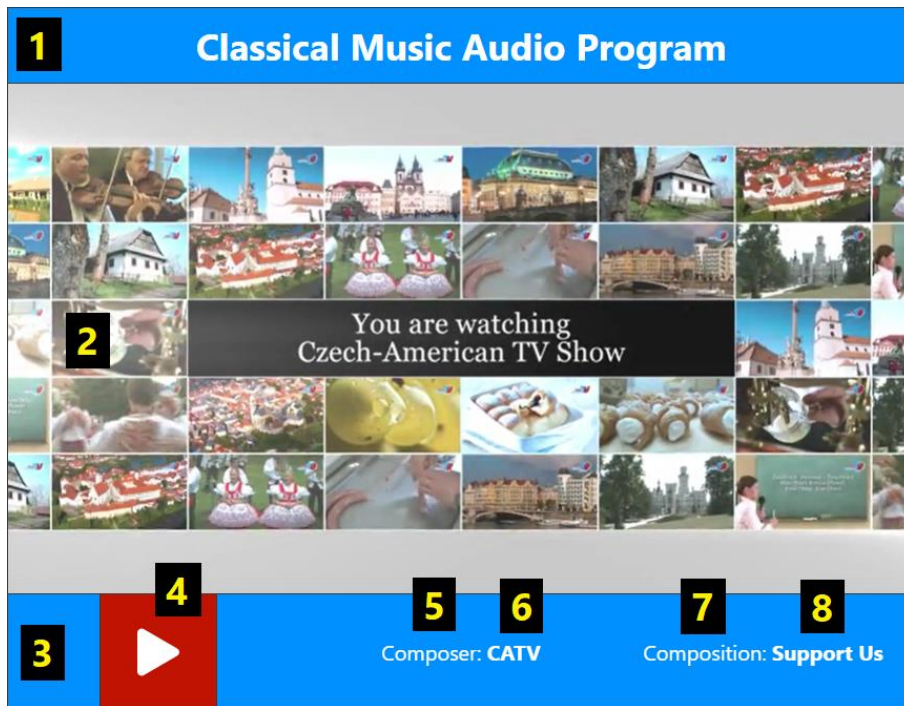 1
Classical Music Audio Program
You are watching
2
Czech-American TV Show
4
5
6
7
8
3
Composer: CATV
Composition: Support Us